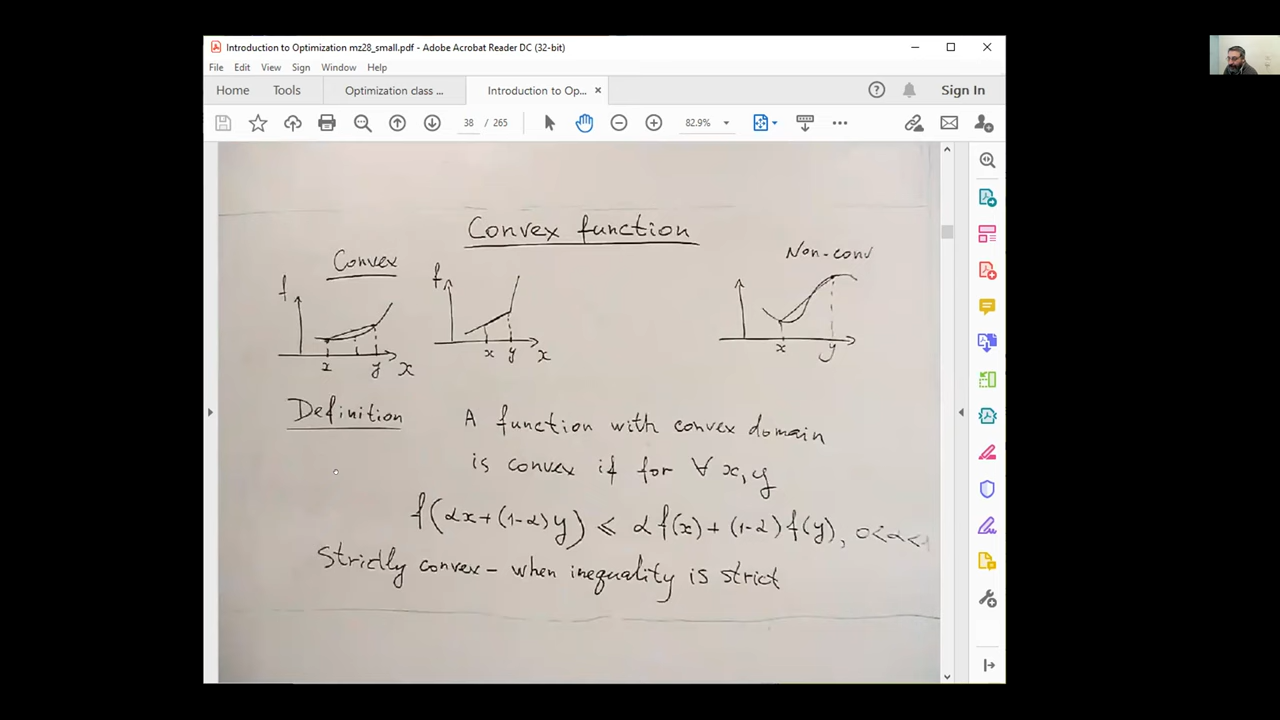 Introduction to Optimization mz28_small.pdf - Adobe Acrobat Reader DC (32-bit)
File Edit View Sign Window Help
Home Tools Optimization class ... Introduction to Op... × Sign In
38 / 265 82.9%
Convex function
Convex
Non-conv
f
f
x y x
x y x
x y
Definition
A function with convex domain
is convex if for ∀ x, y
f(αx+(1-α)y) ≤ αf(x)+(1-α)f(y), 0<α<1
Strictly convex – when inequality is strict